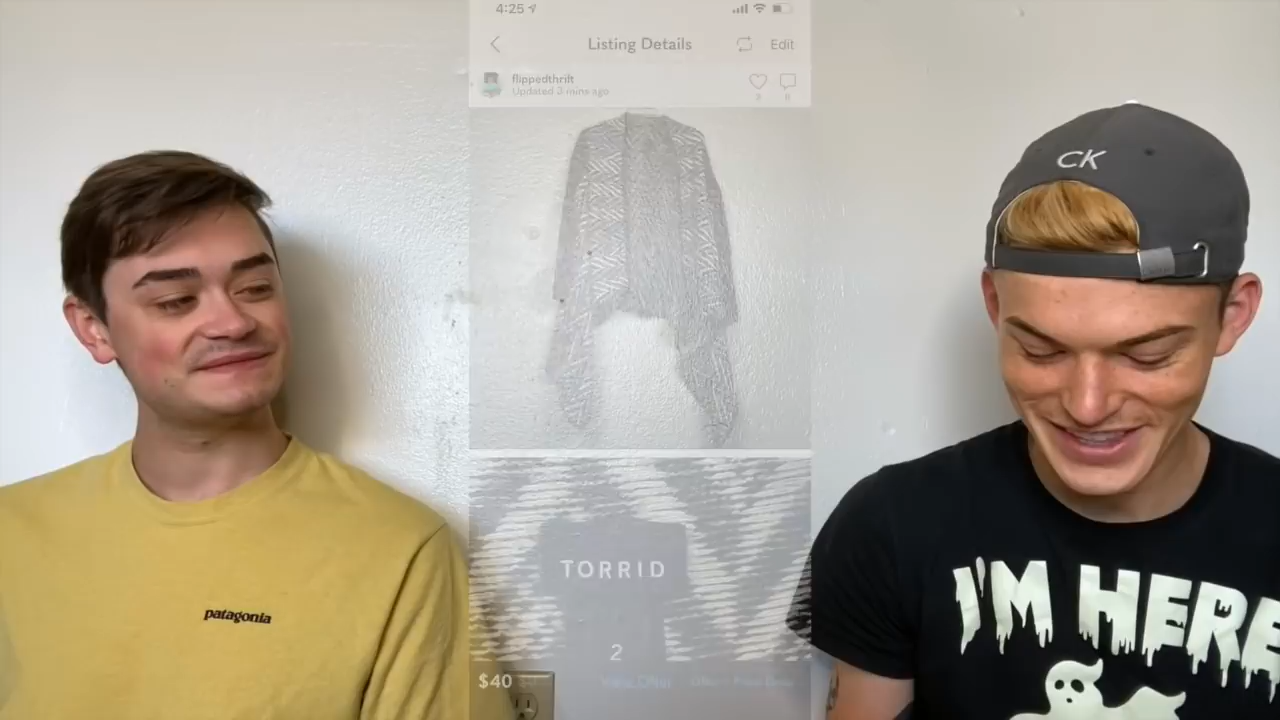 4:25
Listing Details
Edit
flippedthrift
Updated 3 mins ago
CK
TORRID
2
$40
patagonia
I'M HERE